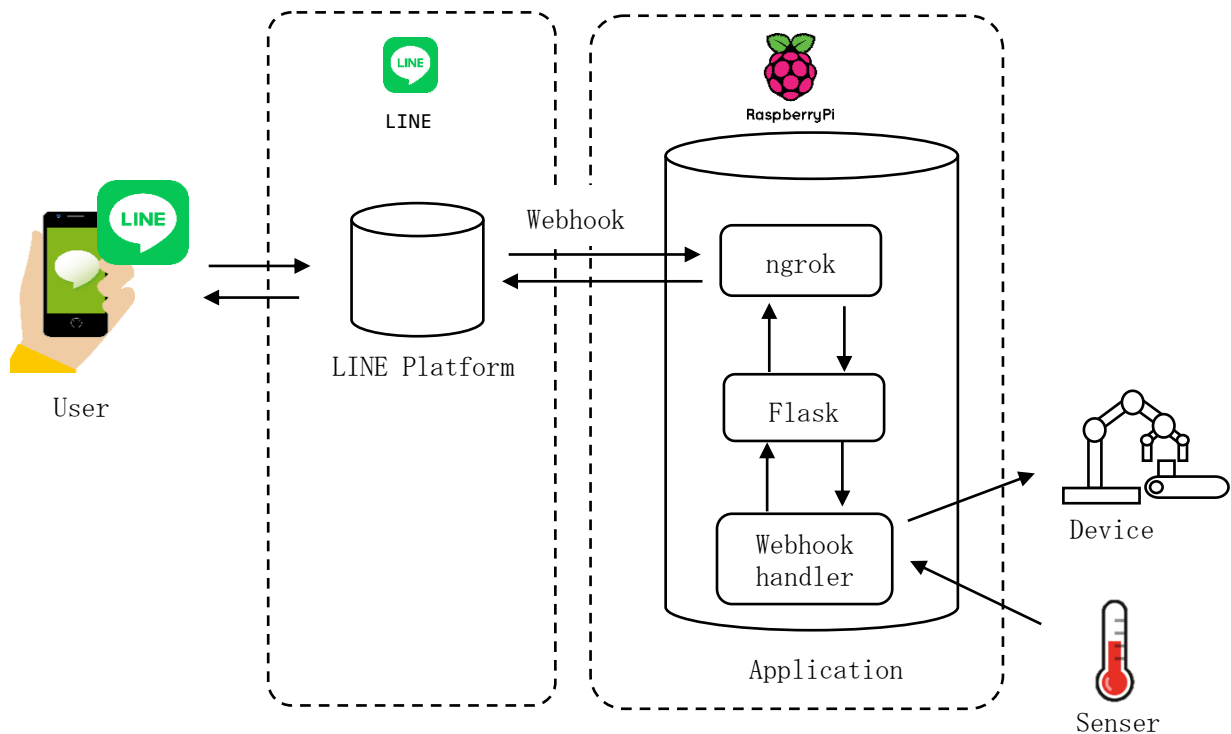 LINE
LINE
RaspberryPi
LINE
Webhook
ngrok
LINE Platform
User
Flask
Device
Webhook
handler
Application
Senser